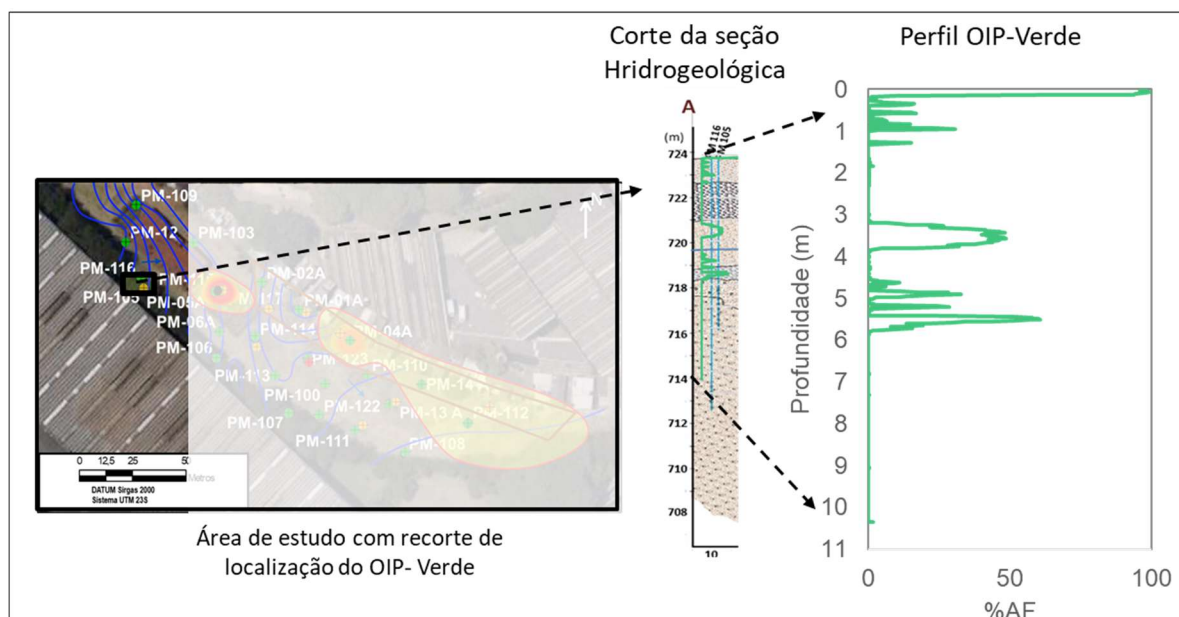 Corte da seção
Hridrogeológica
Perfil OIP-Verde
A
(m)
M 116
M 105
724
722
720
718
716
714
712
710
708
10
0
1
2
3
4
5
6
7
8
9
10
11
Profundidade (m)
0
50
100
%AF
PM-109
PM-12
PM-103
PM-116
PM-02A
PM-105
PM-05A
PM-01A
PM-06A
PM-114
PM-04A
PM-106
PM-123
PM-110
PM-113
PM-14A
PM-100
PM-122
PM-13 A
PM-112
PM-107
PM-111
PM-108
N
0 12,5 25 50
Metros
DATUM Sirgas 2000
Sistema UTM 23S
Área de estudo com recorte de
localização do OIP- Verde